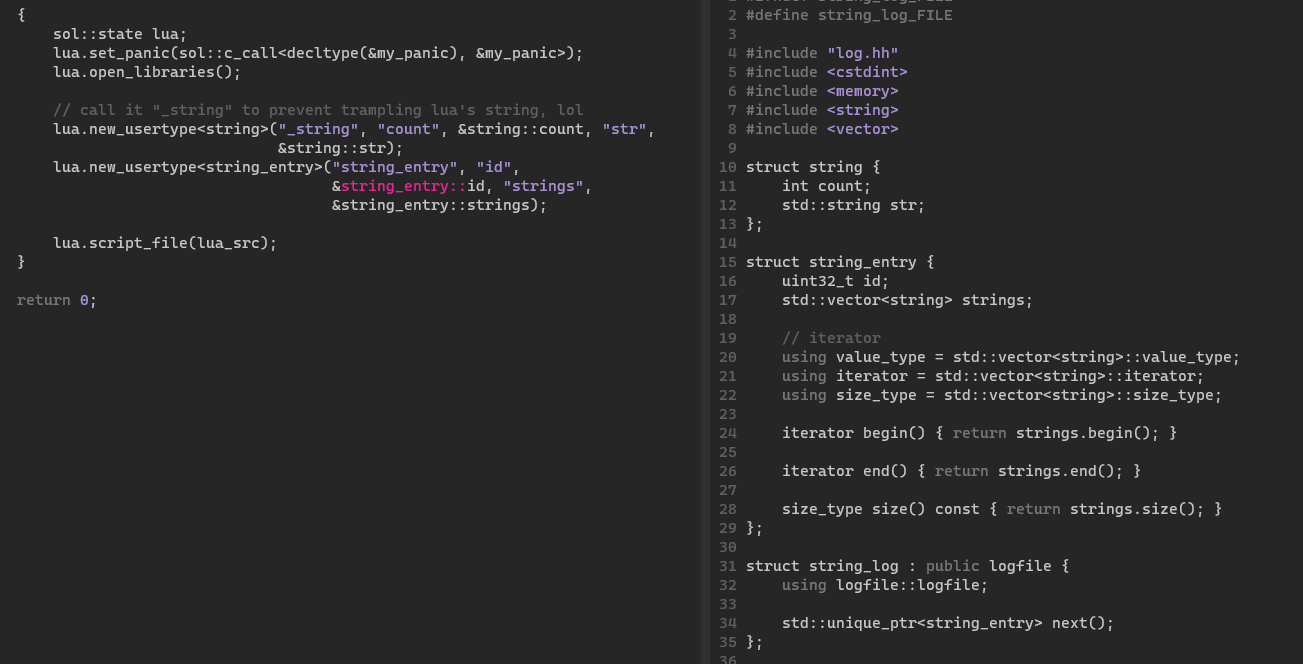 {
    sol::state lua;
    lua.set_panic(sol::c_call<decltype(&my_panic), &my_panic>);
    lua.open_libraries();
    // call it "_string" to prevent trampling lua's string, lol
    lua.new_usertype<string>("_string", "count", &string::count, "str",
                             &string::str);
    lua.new_usertype<string_entry>("string_entry", "id",
                                   &string_entry::id, "strings",
                                   &string_entry::strings);
    lua.script_file(lua_src);
}
return 0;
2 #define string_log_FILE
3
4 #include "log.hh"
5 #include <cstdint>
6 #include <memory>
7 #include <string>
8 #include <vector>
9
10 struct string {
11     int count;
12     std::string str;
13 };
14
15 struct string_entry {
16     uint32_t id;
17     std::vector<string> strings;
18
19     // iterator
20     using value_type = std::vector<string>::value_type;
21     using iterator = std::vector<string>::iterator;
22     using size_type = std::vector<string>::size_type;
23
24     iterator begin() { return strings.begin(); }
25
26     iterator end() { return strings.end(); }
27
28     size_type size() const { return strings.size(); }
29 };
30
31 struct string_log : public logfile {
32     using logfile::logfile;
33
34     std::unique_ptr<string_entry> next();
35 };
36